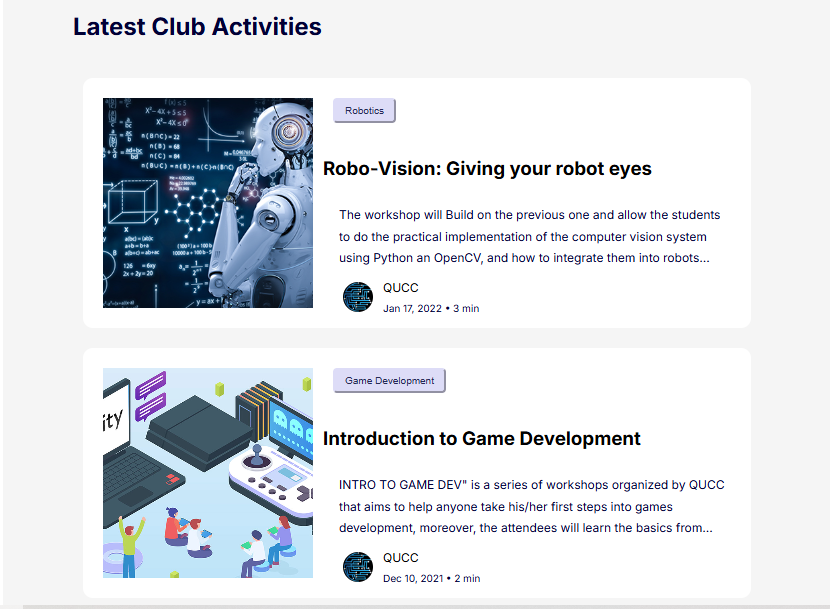 Latest Club Activities
Robotics
Robo-Vision: Giving your robot eyes
The workshop will Build on the previous one and allow the students
to do the practical implementation of the computer vision system
using Python an OpenCV, and how to integrate them into robots...
QUCC
Jan 17, 2022 • 3 min
Game Development
ity
Introduction to Game Development
INTRO TO GAME DEV" is a series of workshops organized by QUCC
that aims to help anyone take his/her first steps into games
development, moreover, the attendees will learn the basics from...
QUCC
Dec 10, 2021 • 2 min